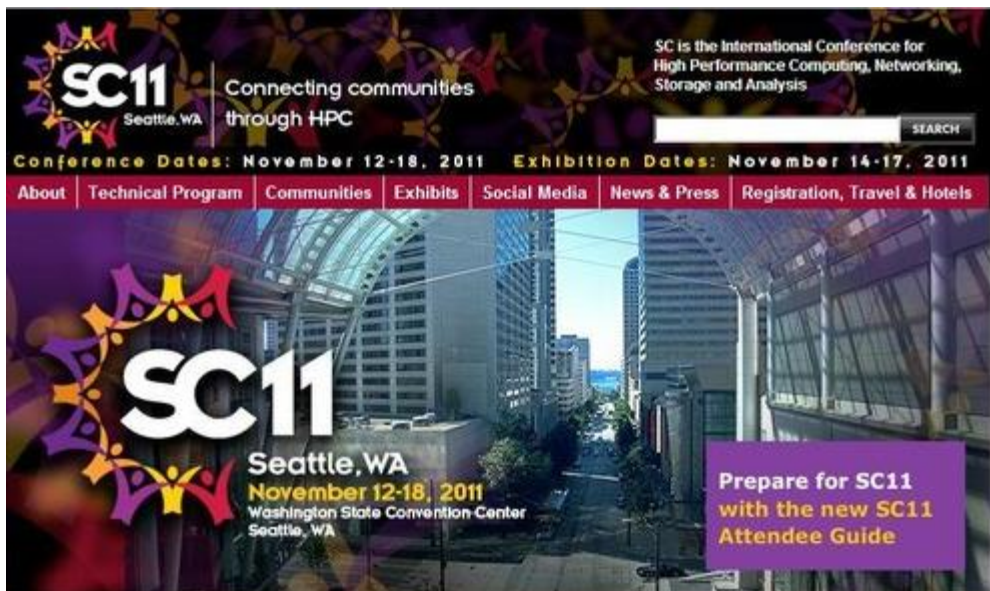 SC11
Seattle, WA
Connecting communities
through HPC
SC is the International Conference for
High Performance Computing, Networking,
Storage and Analysis
SEARCH
Conference Dates: November 12-18, 2011 Exhibition Dates: November 14-17, 2011
About Technical Program Communities Exhibits Social Media News & Press Registration, Travel & Hotels
SC11
Seattle, WA
November 12-18, 2011
Washington State Convention Center
Seattle, WA
Prepare for SC11
with the new SC11
Attendee Guide